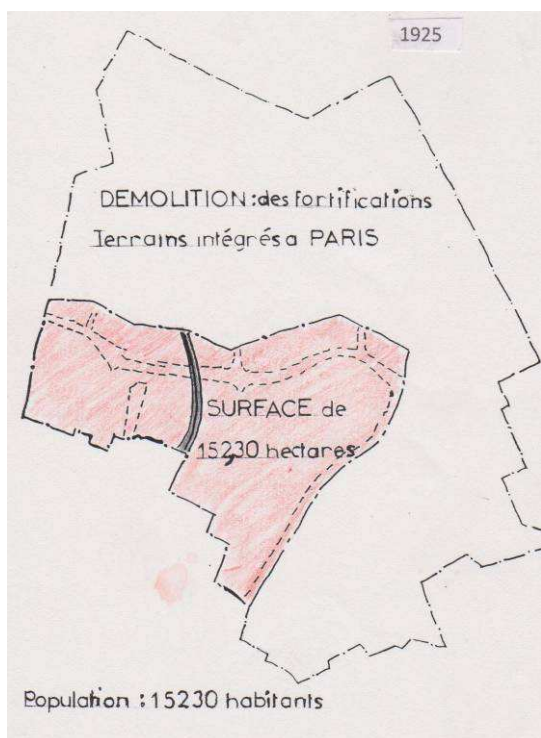 1925
DEMOLITION : des fortifications
Terrains intégrés a PARIS
SURFACE de
15230 hectares
Population : 15230 habitants